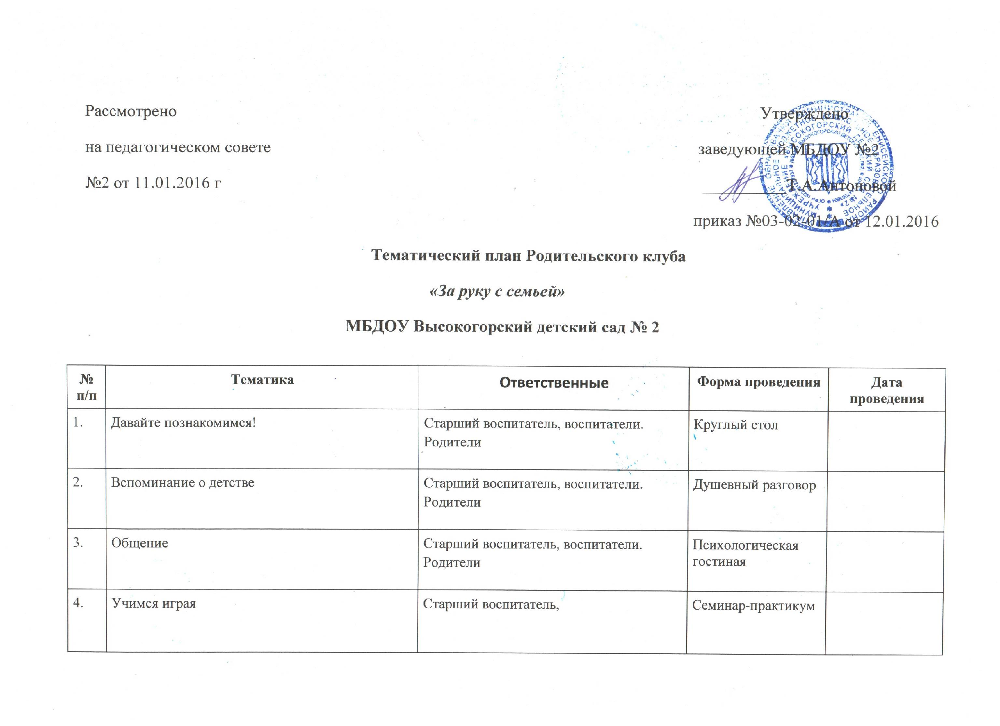 Рассмотрено
на педагогическом совете
№2 от 11.01.2016 г
Утверждено
заведующей МБДОУ №2
__________Т.А.Антоновой
приказ №03-02-01/А от 12.01.2016
Тематический план Родительского клуба
«За руку с семьей»
МБДОУ Высокогорский детский сад № 2
№ п/п
Тематика
Ответственные
Форма проведения
Дата проведения
1.
Давайте познакомимся!
Старший воспитатель, воспитатели.
Родители
Круглый стол
2.
Вспоминание о детстве
Старший воспитатель, воспитатели.
Родители
Душевный разговор
3.
Общение
Старший воспитатель, воспитатели.
Родители
Психологическая
гостиная
4.
Учимся играя
Старший воспитатель,
Семинар-практикум